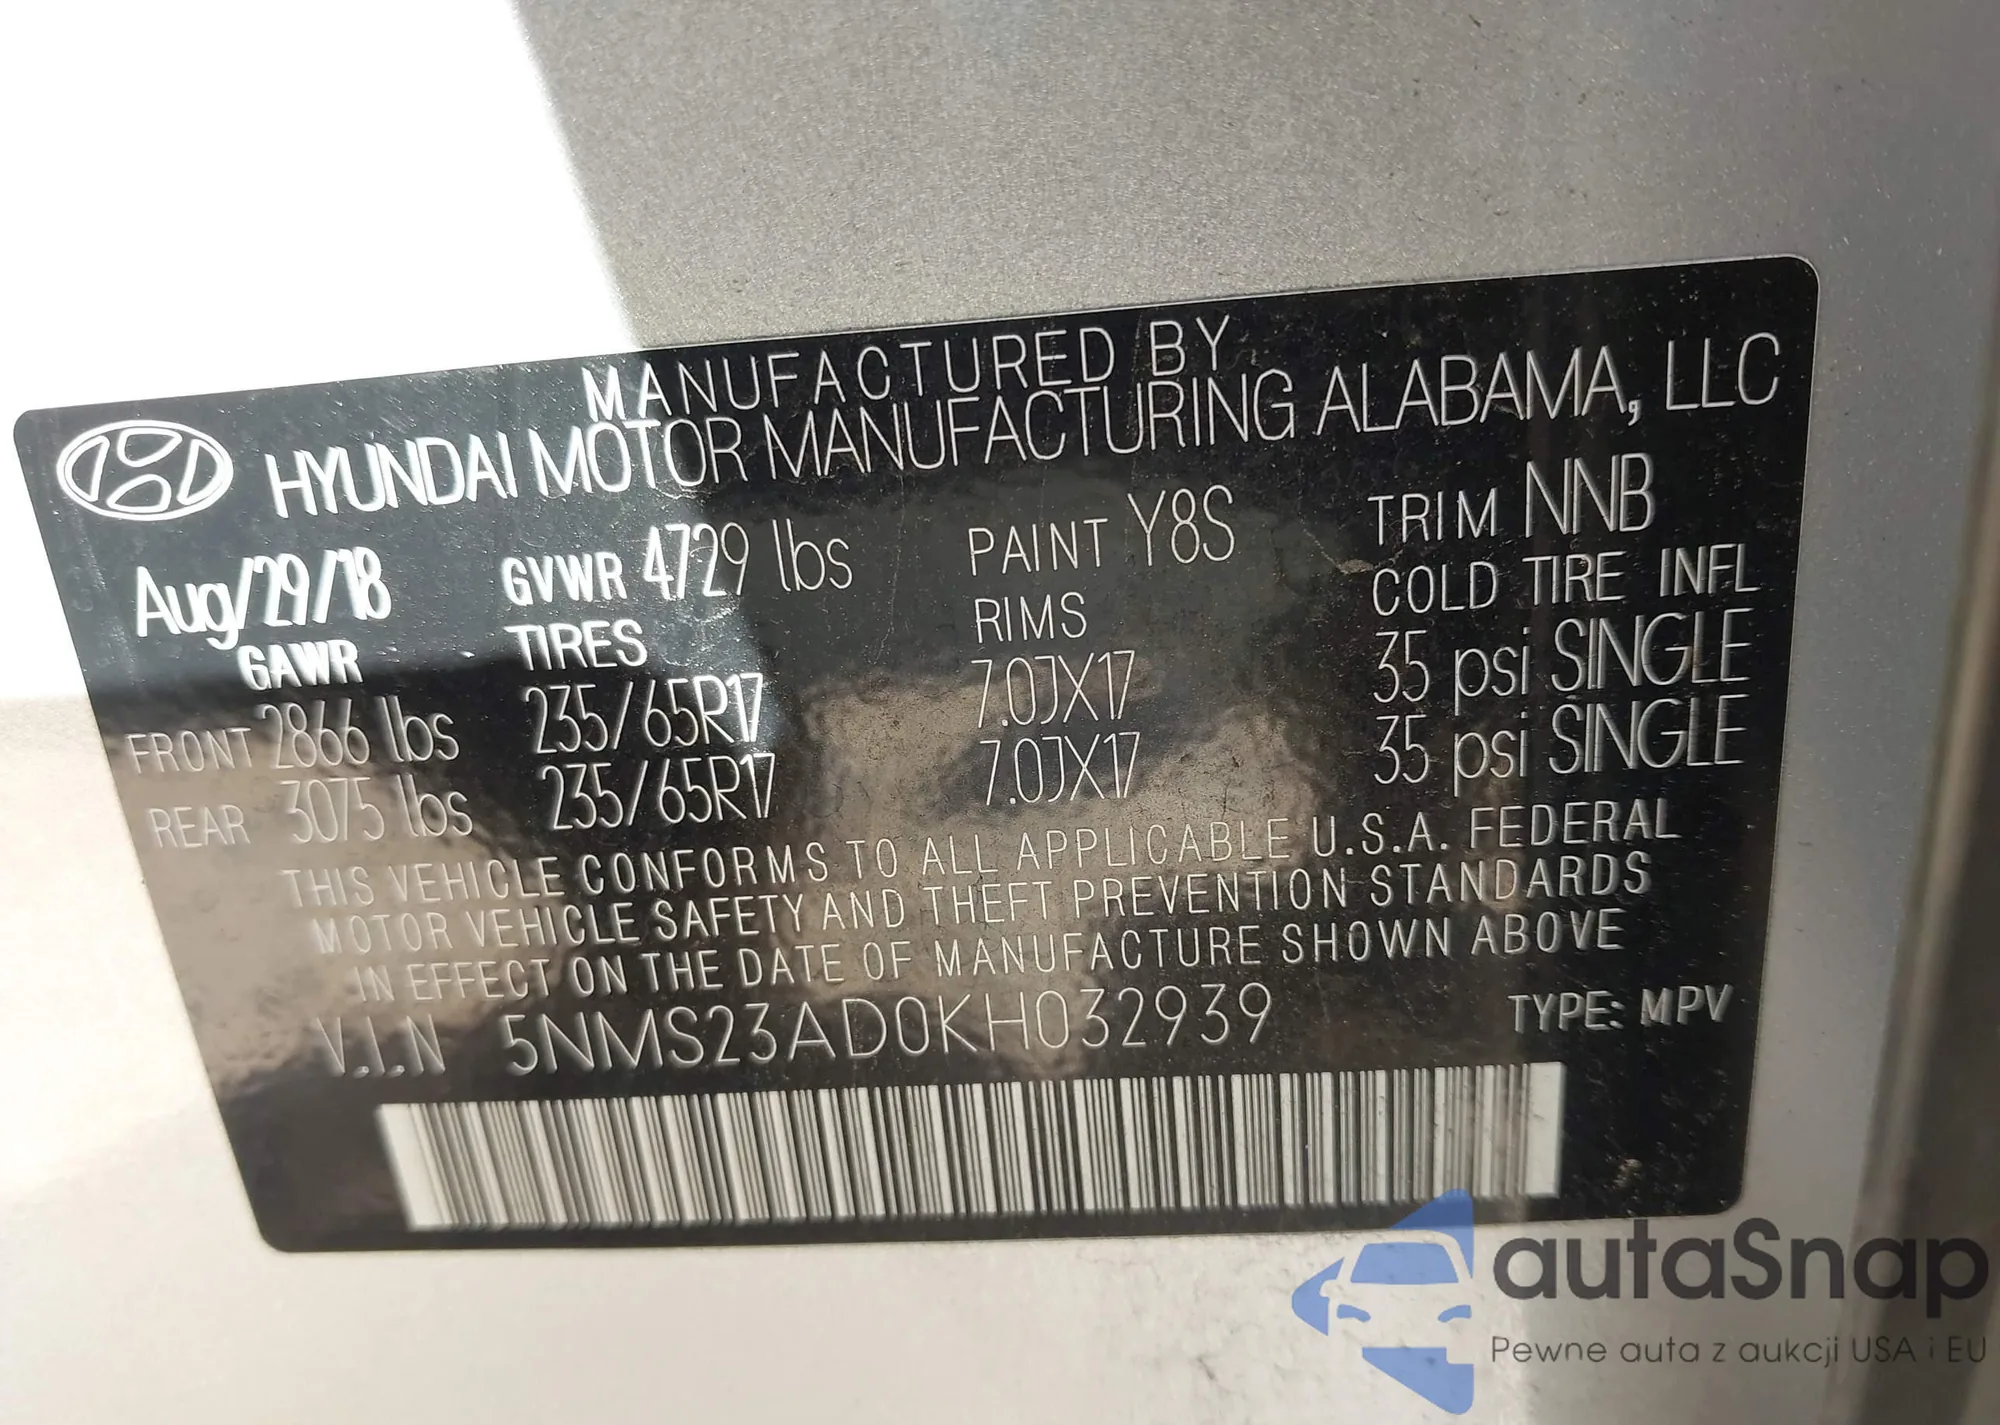 MANUFACTURED BY
HYUNDAI MOTOR MANUFACTURING ALABAMA, LLC
Aug/29/18 GVWR 4729 lbs PAINT Y8S TRIM NNB
GAWR TIRES RIMS COLD TIRE INFL
FRONT 2866 lbs 235/65R17 7.0JX17 35 psi SINGLE
REAR 3075 lbs 235/65R17 7.0JX17 35 psi SINGLE
THIS VEHICLE CONFORMS TO ALL APPLICABLE U.S.A. FEDERAL
MOTOR VEHICLE SAFETY AND THEFT PREVENTION STANDARDS
IN EFFECT ON THE DATE OF MANUFACTURE SHOWN ABOVE
V.I.N 5NMS23AD0KH032939 TYPE: MPV
autaSnap
Pewne auta z aukcji USA i EU